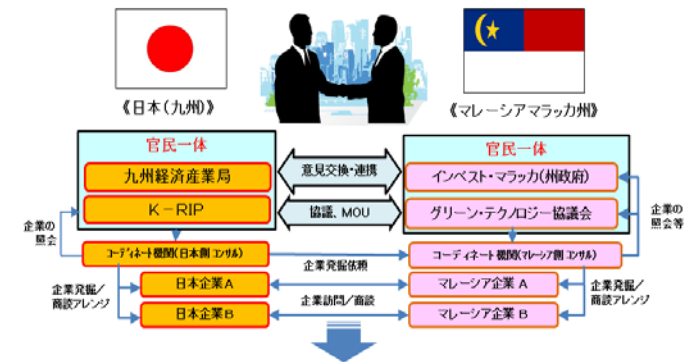 《日本(九州)》
《マレーシアマラッカ州》
官民一体
官民一体
九州経済産業局
意見交換・連携
インベスト・マラッカ(州政府)
K-RIP
協議、MOU
グリーン・テクノロジー協議会
企業の
照会
企業の
照会等
コーディネート機関(日本側コンサル)
コーディネート機関(マレーシア側コンサル)
企業発掘依頼
企業発掘/
商談アレンジ
日本企業A
マレーシア企業 A
企業発掘/
商談アレンジ
企業訪問/商談
日本企業B
マレーシア企業 B